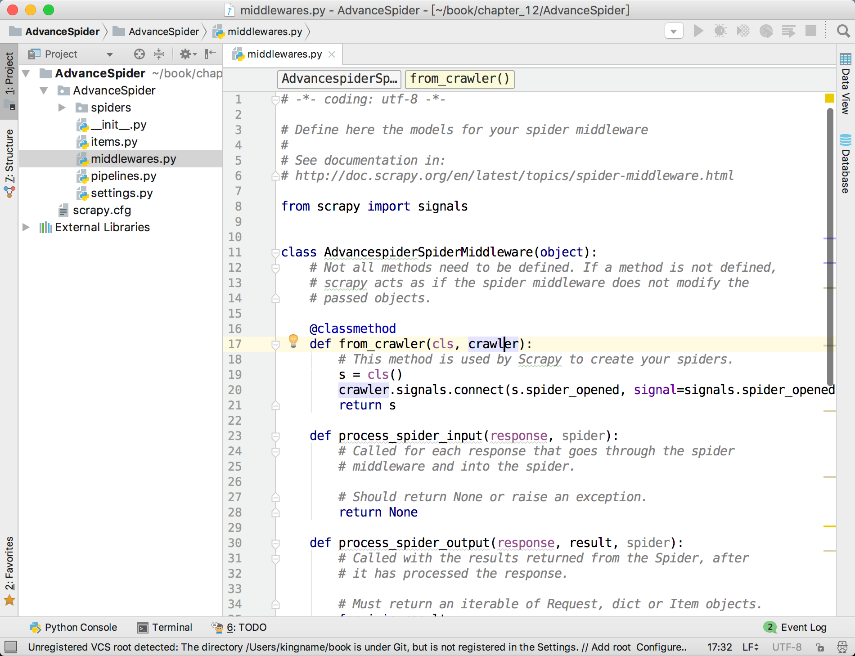 middlewares.py - AdvanceSpider - [~/book/chapter_12/AdvanceSpider]
AdvanceSpider AdvanceSpider middlewares.py
1: Project
Z: Structure
2: Favorites
Project
AdvanceSpider ~/book/chap
AdvanceSpider
spiders
__init__.py
items.py
middlewares.py
pipelines.py
settings.py
scrapy.cfg
External Libraries
middlewares.py
AdvancespiderSp... from_crawler()
1 # -*- coding: utf-8 -*-
2
3 # Define here the models for your spider middleware
4 #
5 # See documentation in:
6 # http://doc.scrapy.org/en/latest/topics/spider-middleware.html
7
8 from scrapy import signals
9
10
11 class AdvancespiderSpiderMiddleware(object):
12 # Not all methods need to be defined. If a method is not defined,
13 # scrapy acts as if the spider middleware does not modify the
14 # passed objects.
15
16 @classmethod
17 def from_crawler(cls, crawler):
18 # This method is used by Scrapy to create your spiders.
19 s = cls()
20 crawler.signals.connect(s.spider_opened, signal=signals.spider_opened
21 return s
22
23 def process_spider_input(response, spider):
24 # Called for each response that goes through the spider
25 # middleware and into the spider.
26
27 # Should return None or raise an exception.
28 return None
29
30 def process_spider_output(response, result, spider):
31 # Called with the results returned from the Spider, after
32 # it has processed the response.
33
34 # Must return an iterable of Request, dict or Item objects.
Data View
Database
Python Console Terminal 6: TODO 2 Event Log
Unregistered VCS root detected: The directory /Users/kingname/book is under Git, but is not registered in the Settings. // Add root Configure.. 17:32 LF÷ UTF-8